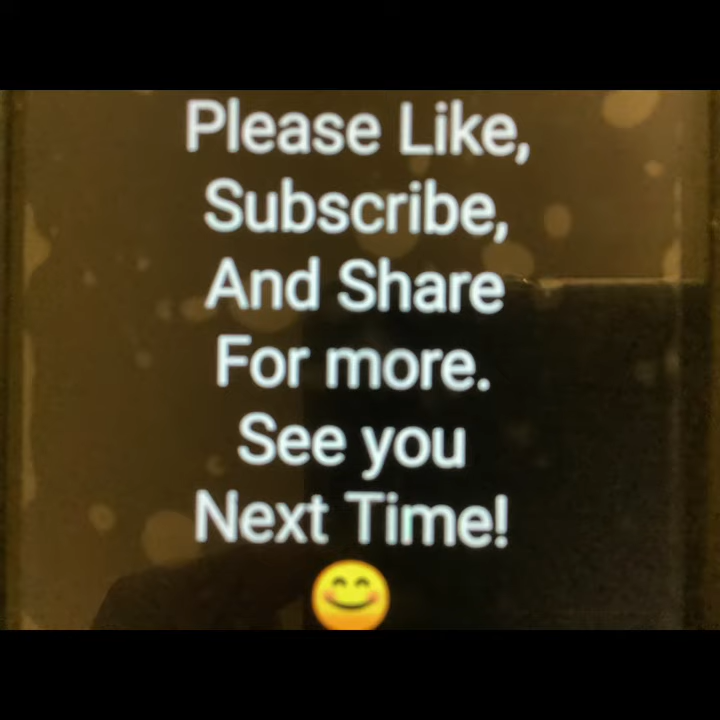 Please Like,
Subscribe,
And Share
For more.
See you
Next Time!
😊